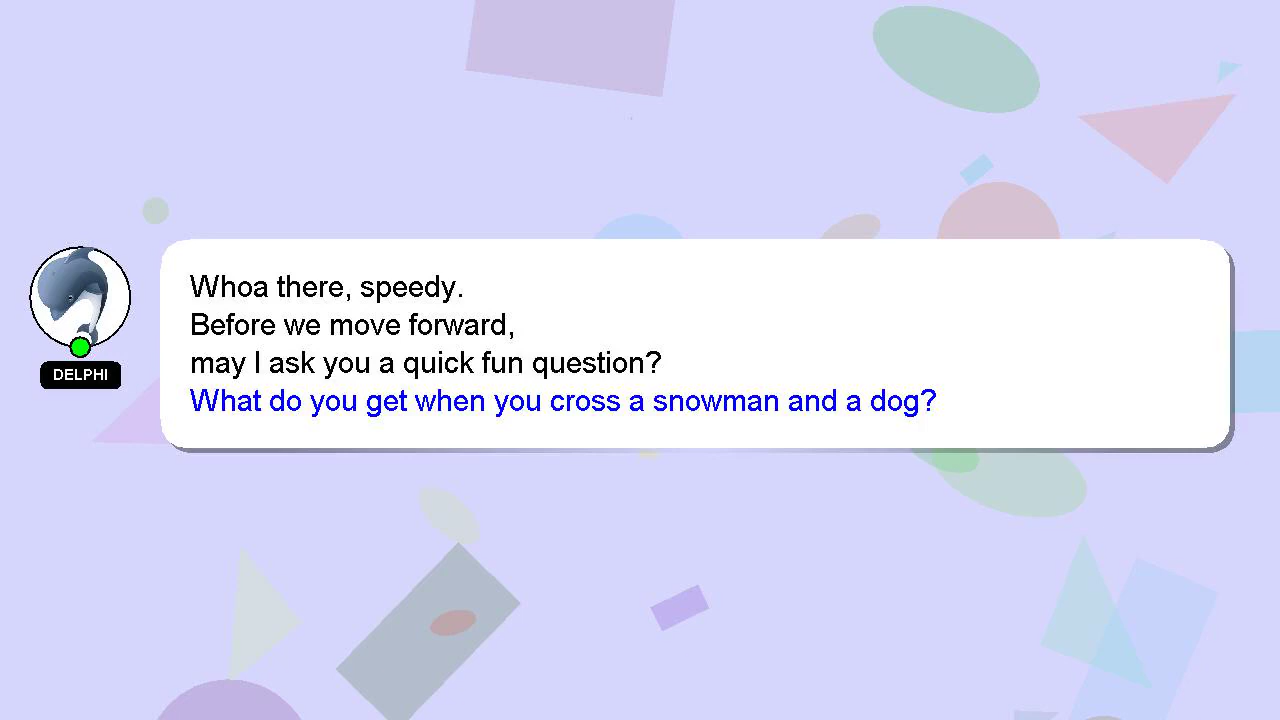 Whoa there, speedy.
Before we move forward,
may I ask you a quick fun question?
What do you get when you cross a snowman and a dog?
DELPHI